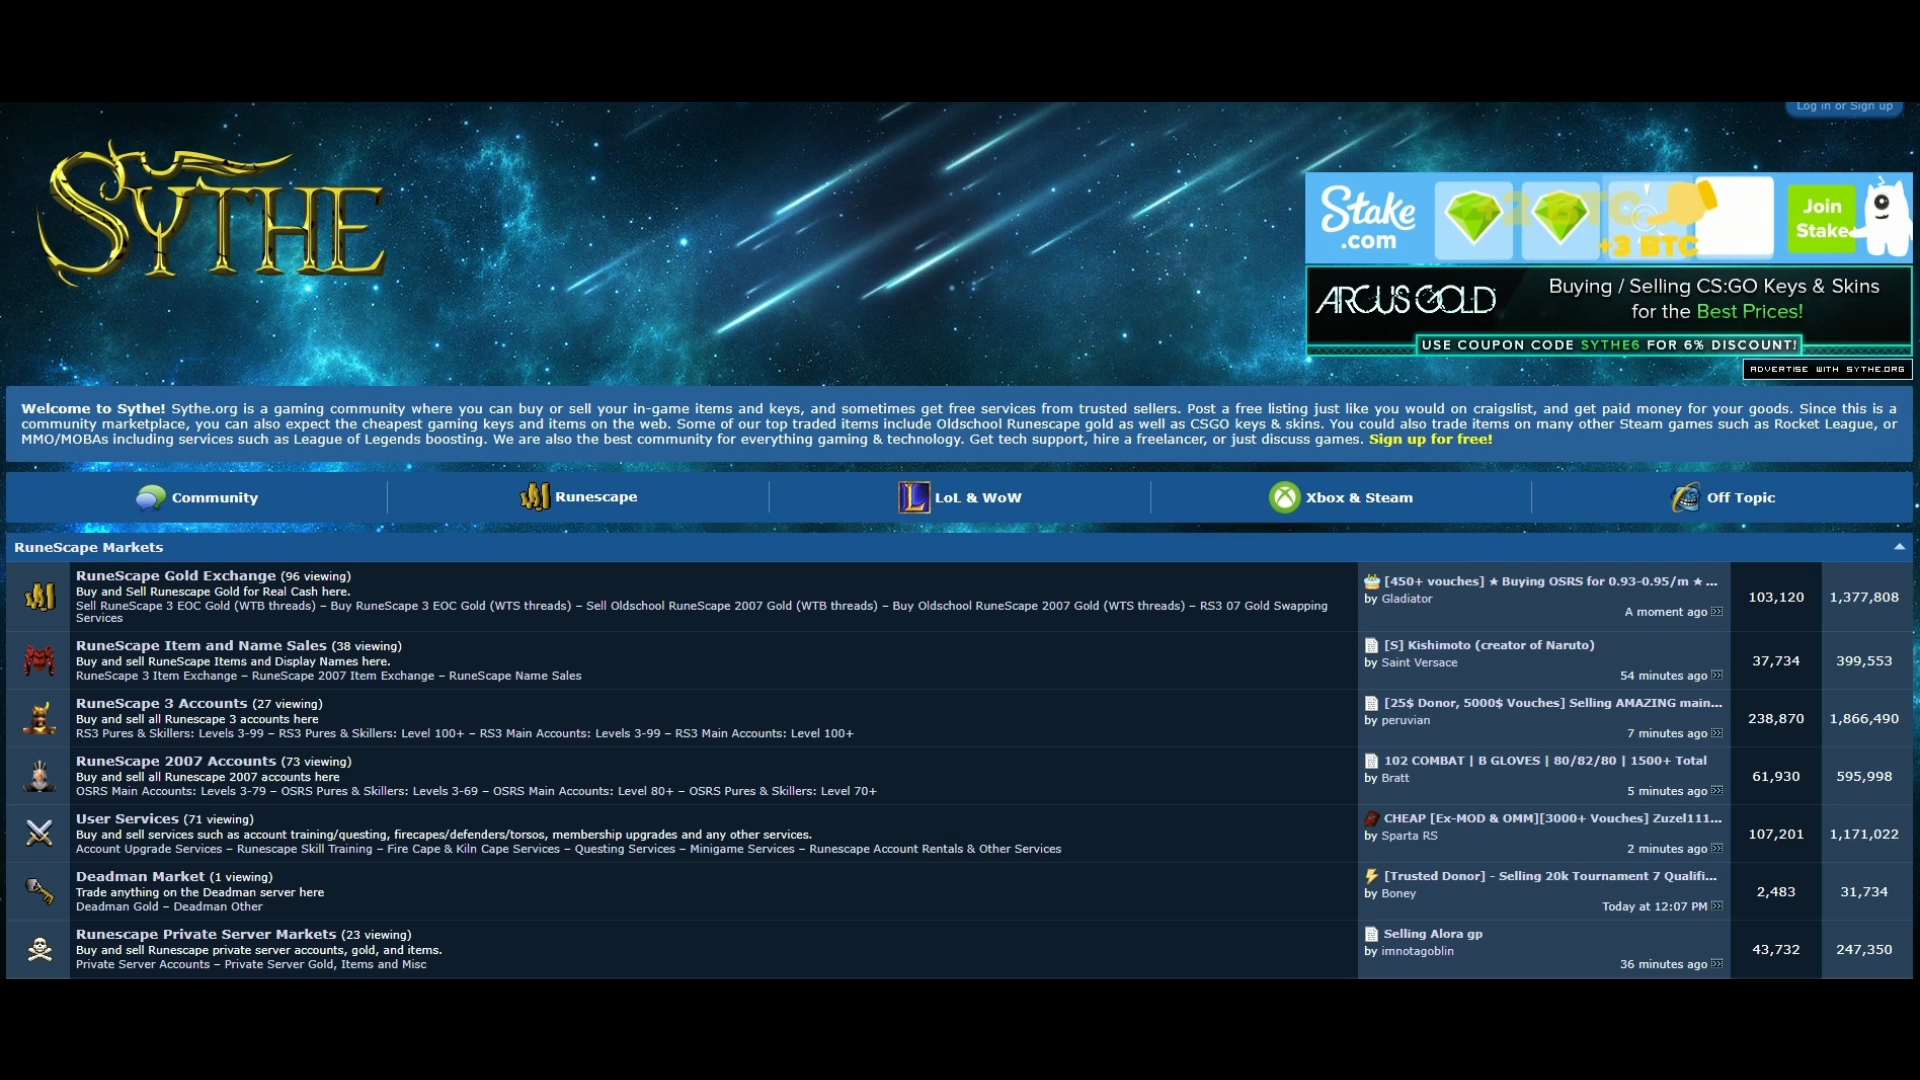 Log in or Sign up
SYTHE
Stake
.com
+3 BTC
Join
Stake
ARCUS GOLD
Buying / Selling CS:GO Keys & Skins
for the Best Prices!
USE COUPON CODE SYTHE6 FOR 6% DISCOUNT!
ADVERTISE WITH SYTHE.ORG
Welcome to Sythe! Sythe.org is a gaming community where you can buy or sell your in-game items and keys, and sometimes get free services from trusted sellers. Post a free listing just like you would on craigslist, and get paid money for your goods. Since this is a
community marketplace, you can also expect the cheapest gaming keys and items on the web. Some of our top traded items include Oldschool Runescape gold as well as CSGO keys & skins. You could also trade items on many other Steam games such as Rocket League, or
MMO/MOBAs including services such as League of Legends boosting. We are also the best community for everything gaming & technology. Get tech support, hire a freelancer, or just discuss games. Sign up for free!
Community
Runescape
LoL & WoW
Xbox & Steam
Off Topic
RuneScape Markets
RuneScape Gold Exchange (96 viewing)
Buy and Sell Runescape Gold for Real Cash here.
Sell RuneScape 3 EOC Gold (WTB threads) – Buy RuneScape 3 EOC Gold (WTS threads) – Sell Oldschool RuneScape 2007 Gold (WTB threads) – Buy Oldschool RuneScape 2007 Gold (WTS threads) – RS3 07 Gold Swapping
Services
[450+ vouches] ★ Buying OSRS for 0.93-0.95/m ★ ...
by Gladiator
A moment ago
103,120
1,377,808
RuneScape Item and Name Sales (38 viewing)
Buy and sell RuneScape Items and Display Names here.
RuneScape 3 Item Exchange – RuneScape 2007 Item Exchange – RuneScape Name Sales
[S] Kishimoto (creator of Naruto)
by Saint Versace
54 minutes ago
37,734
399,553
RuneScape 3 Accounts (27 viewing)
Buy and sell all Runescape 3 accounts here
RS3 Pures & Skillers: Levels 3-99 – RS3 Pures & Skillers: Level 100+ – RS3 Main Accounts: Levels 3-99 – RS3 Main Accounts: Level 100+
[25$ Donor, 5000$ Vouches] Selling AMAZING main...
by peruvian
7 minutes ago
238,870
1,866,490
RuneScape 2007 Accounts (73 viewing)
Buy and sell all Runescape 2007 accounts here
OSRS Main Accounts: Levels 3-79 – OSRS Pures & Skillers: Levels 3-69 – OSRS Main Accounts: Level 80+ – OSRS Pures & Skillers: Level 70+
102 COMBAT | B GLOVES | 80/82/80 | 1500+ Total
by Bratt
5 minutes ago
61,930
595,998
User Services (71 viewing)
Buy and sell services such as account training/questing, firecapes/defenders/torsos, membership upgrades and any other services.
Account Upgrade Services – Runescape Skill Training – Fire Cape & Kiln Cape Services – Questing Services – Minigame Services – Runescape Account Rentals & Other Services
CHEAP [Ex-MOD & OMM][3000+ Vouches] Zuzel111...
by Sparta RS
2 minutes ago
107,201
1,171,022
Deadman Market (1 viewing)
Trade anything on the Deadman server here
Deadman Gold – Deadman Other
[Trusted Donor] - Selling 20k Tournament 7 Qualifi...
by Boney
Today at 12:07 PM
2,483
31,734
Runescape Private Server Markets (23 viewing)
Buy and sell Runescape private server accounts, gold, and items.
Private Server Accounts – Private Server Gold, Items and Misc
Selling Alora gp
by imnotagoblin
36 minutes ago
43,732
247,350